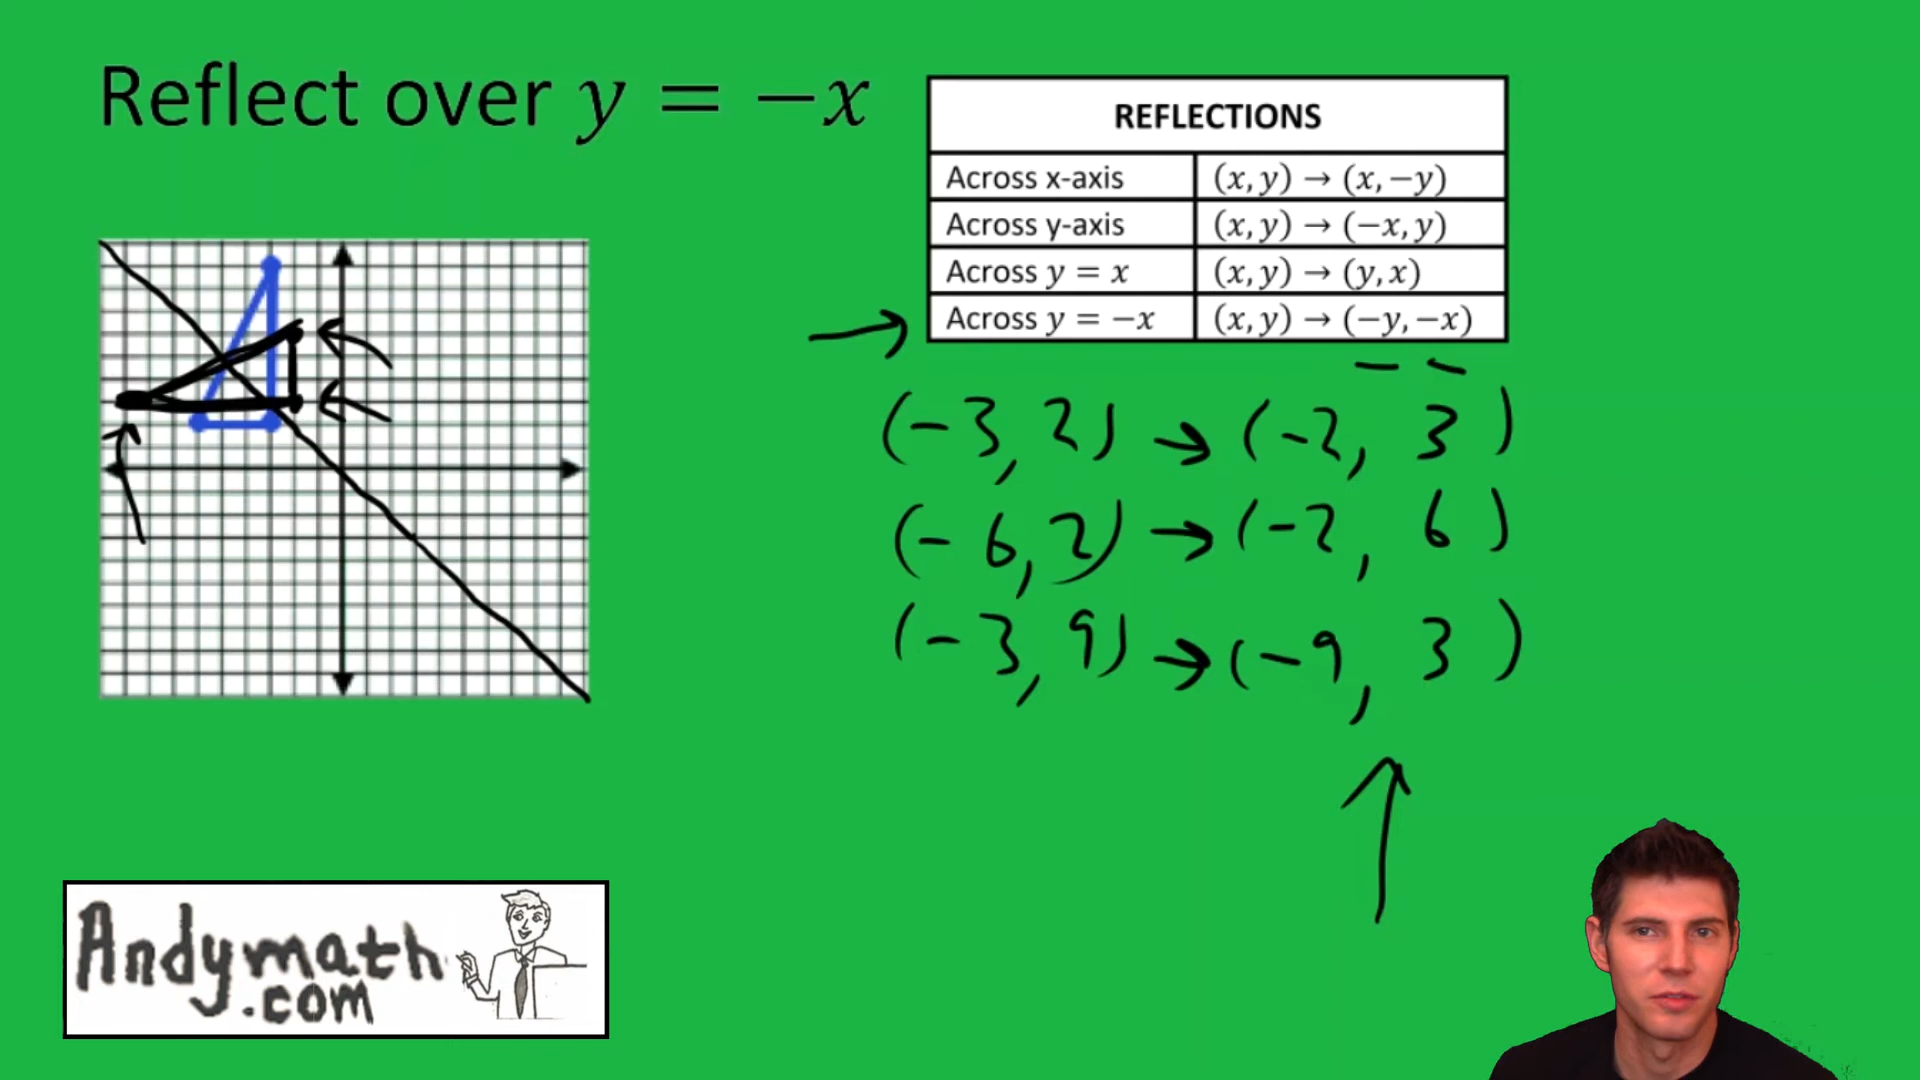 Reflect over y = −x
REFLECTIONS
Across x-axis (x, y) → (x, −y)
Across y-axis (x, y) → (−x, y)
Across y = x (x, y) → (y, x)
Across y = −x (x, y) → (−y, −x)
(-3, 2) → (-2, 3)
(-6, 2) → (-2, 6)
(-3, 9) → (-9, 3)
Andymath
.com